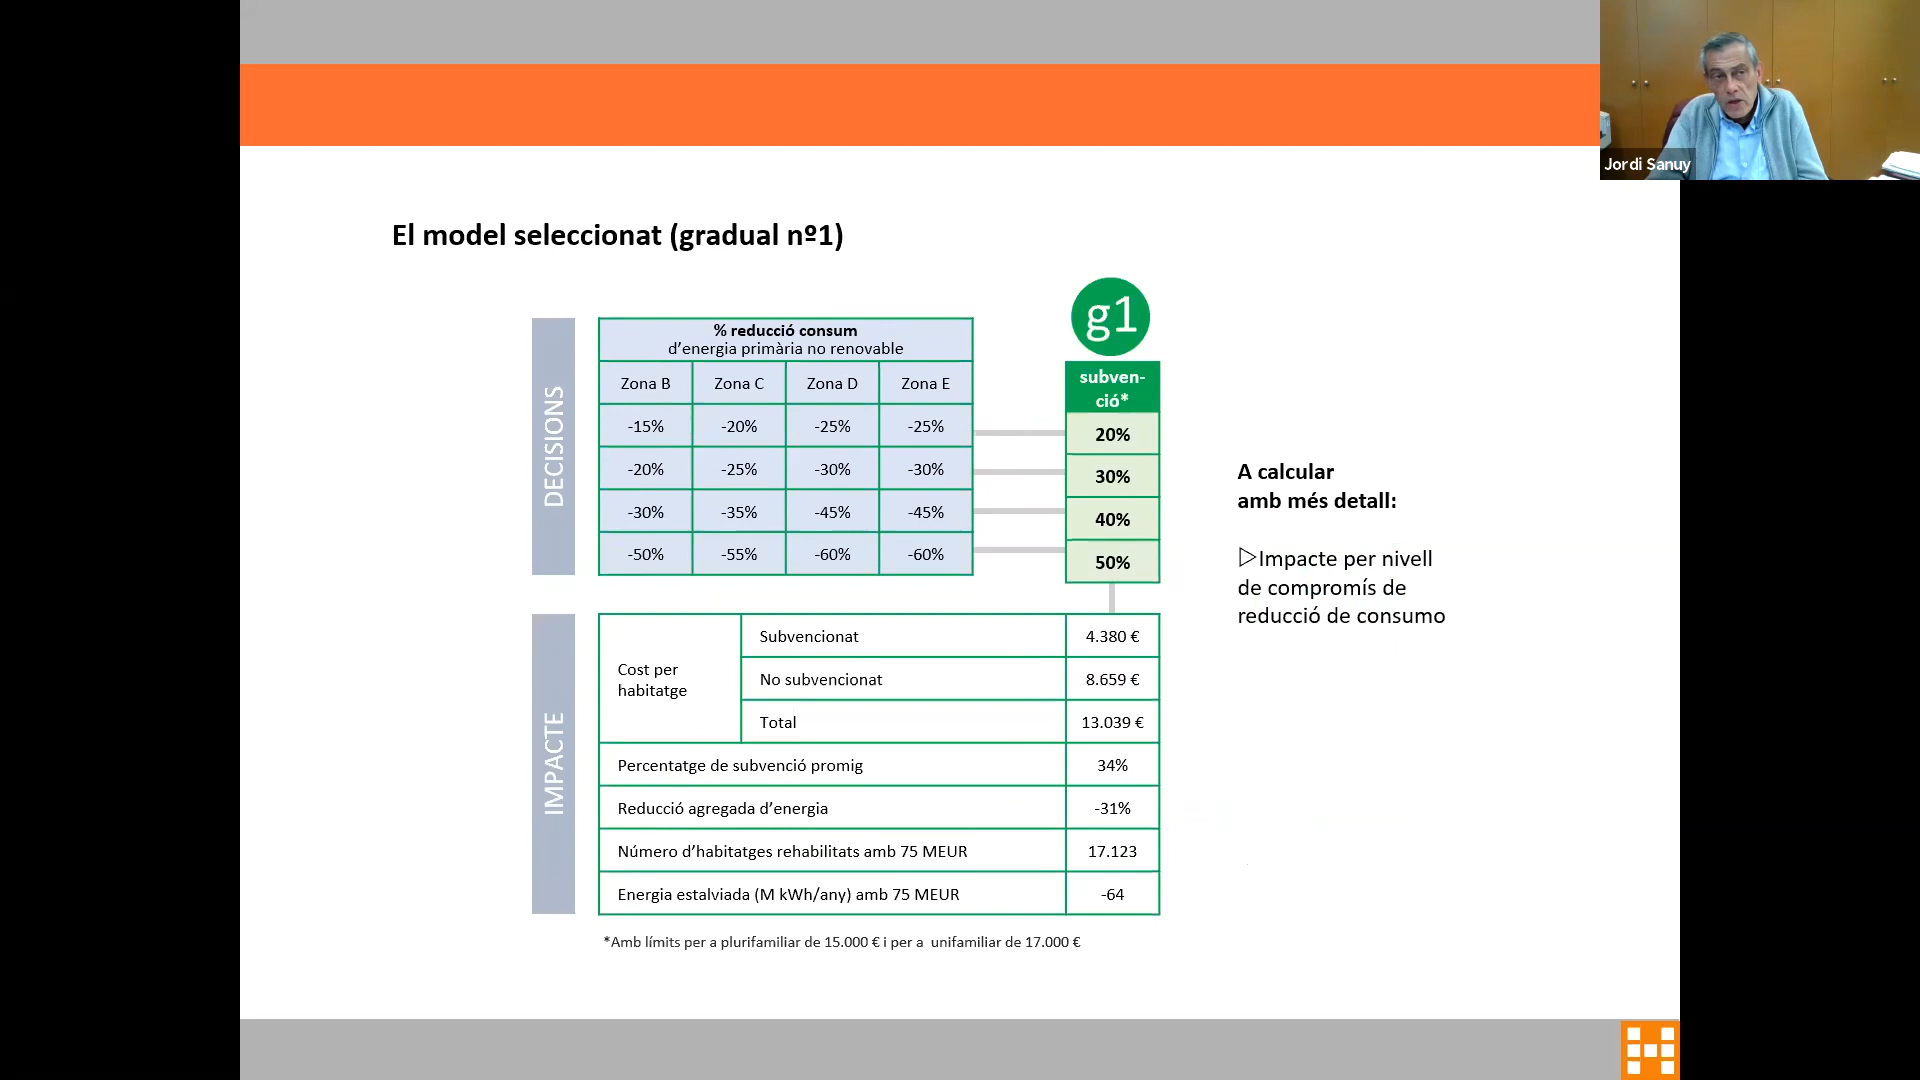 Jordi Sanuy
El model seleccionat (gradual nº1)
g1
DECISIONS
% reducció consum
d’energia primària no renovable
Zona B Zona C Zona D Zona E
-15% -20% -25% -25%
-20% -25% -30% -30%
-30% -35% -45% -45%
-50% -55% -60% -60%
subven-
ció*
20%
30%
40%
50%
A calcular
amb més detall:
Impacte per nivell
de compromís de
reducció de consumo
IMPACTE
Cost per
habitatge
Subvencionat 4.380 €
No subvencionat 8.659 €
Total 13.039 €
Percentatge de subvenció promig 34%
Reducció agregada d’energia -31%
Número d’habitatges rehabilitats amb 75 MEUR 17.123
Energia estalviada (M kWh/any) amb 75 MEUR -64
*Amb límits per a plurifamiliar de 15.000 € i per a unifamiliar de 17.000 €